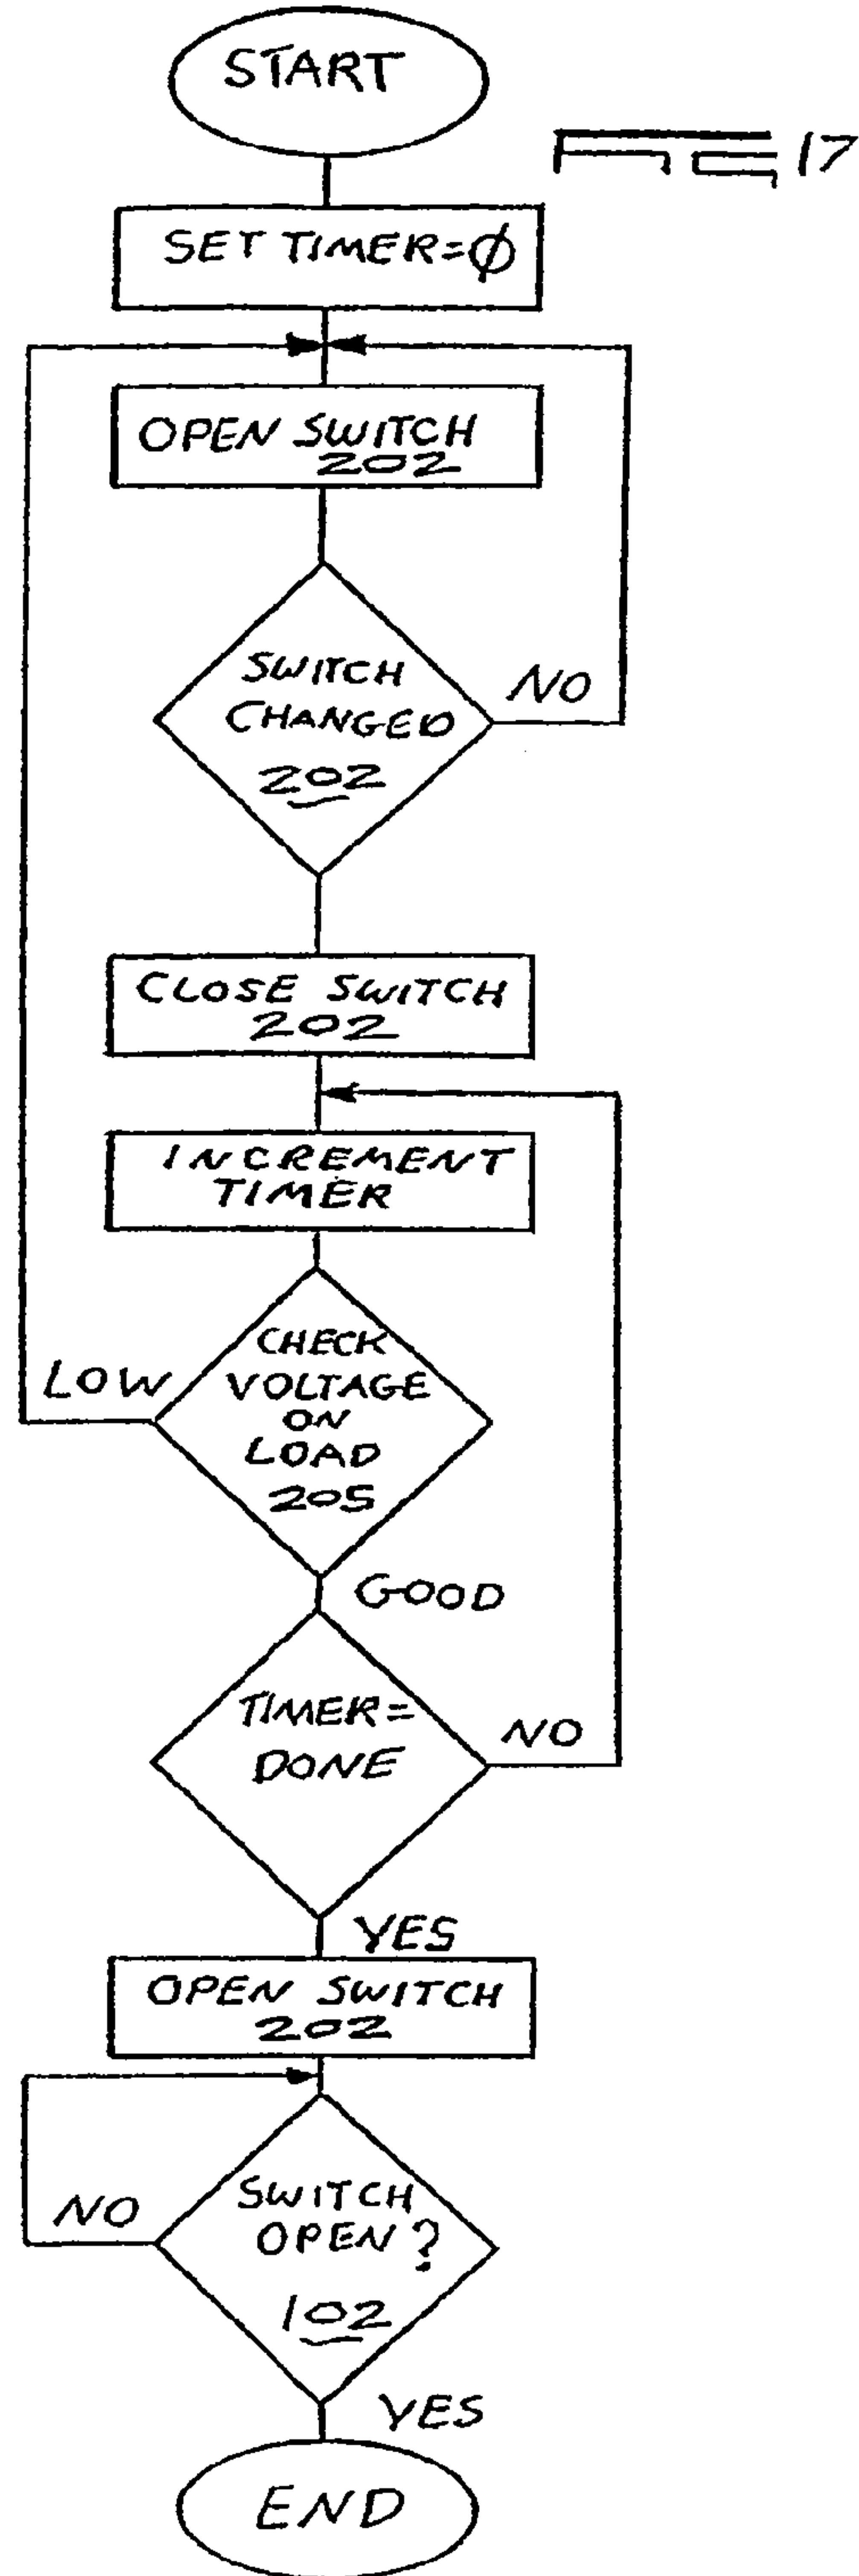 START
17
SET TIMER=Ø
OPEN SWITCH
202
SWITCH
CHANGED
202
NO
CLOSE SWITCH
202
INCREMENT
TIMER
CHECK
VOLTAGE
ON
LOAD
205
LOW
GOOD
TIMER=
DONE
NO
YES
OPEN SWITCH
202
SWITCH
OPEN?
102
NO
YES
END